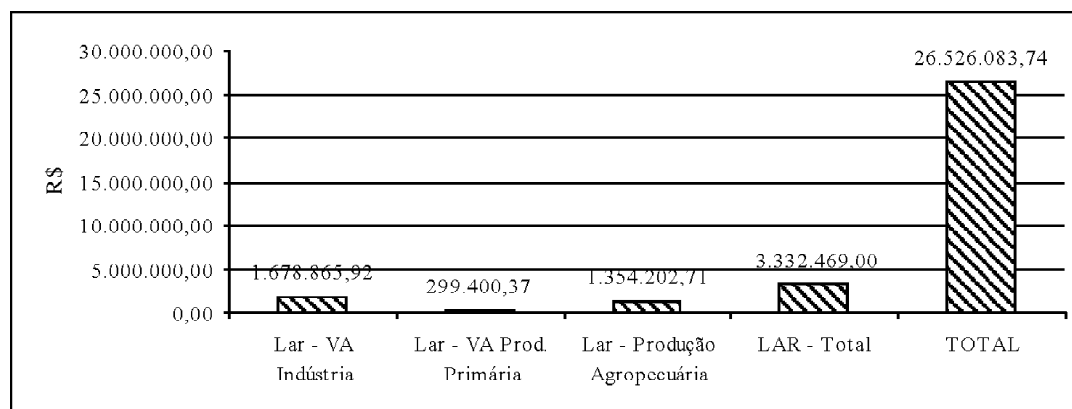 30.000.000,00
26.526.083,74
25.000.000,00
20.000.000,00
R$
15.000.000,00
10.000.000,00
5.000.000,00
1.678.865,92
299.400,37
1.354.202,71
3.332.469,00
0,00
Lar - VA Indústria
Lar - VA Prod. Primária
Lar - Produção Agropecuária
LAR - Total
TOTAL